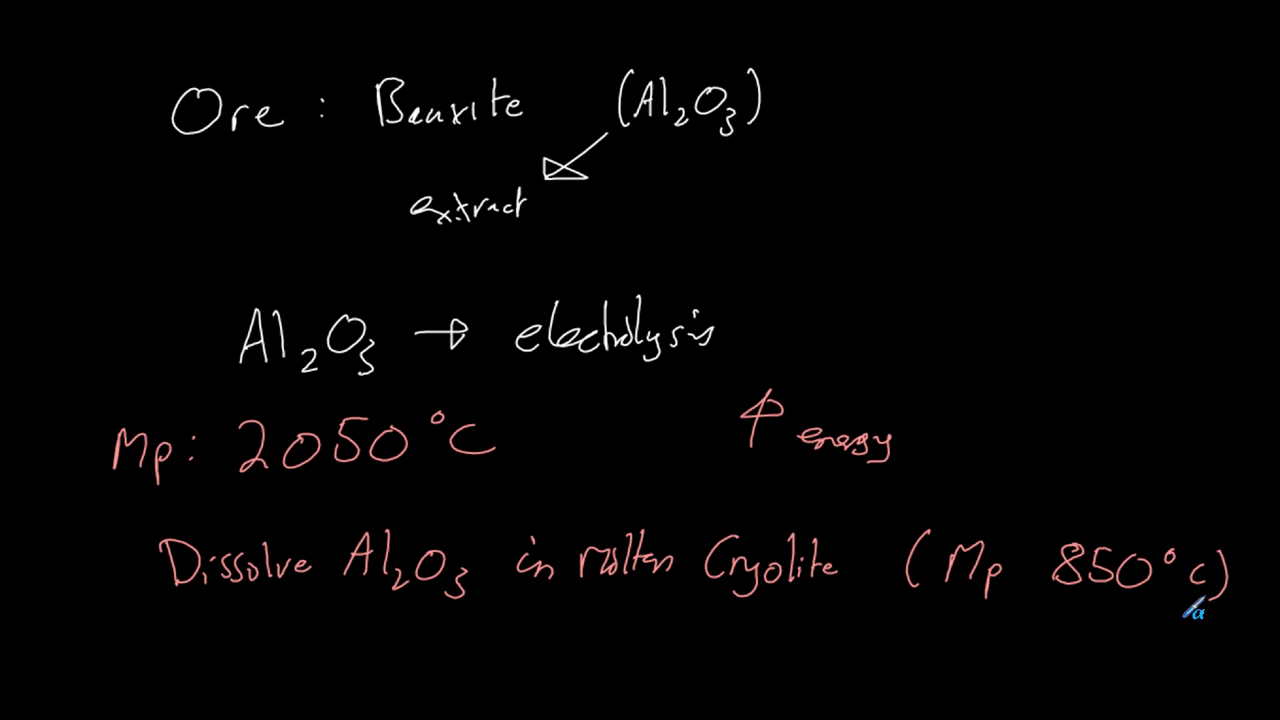 Ore : Bauxite (Al₂O₃)
extract
Al₂O₃ → electrolysis
Mp: 2050°C ↑ energy
Dissolve Al₂O₃ in molten Cryolite (Mp 850°C)